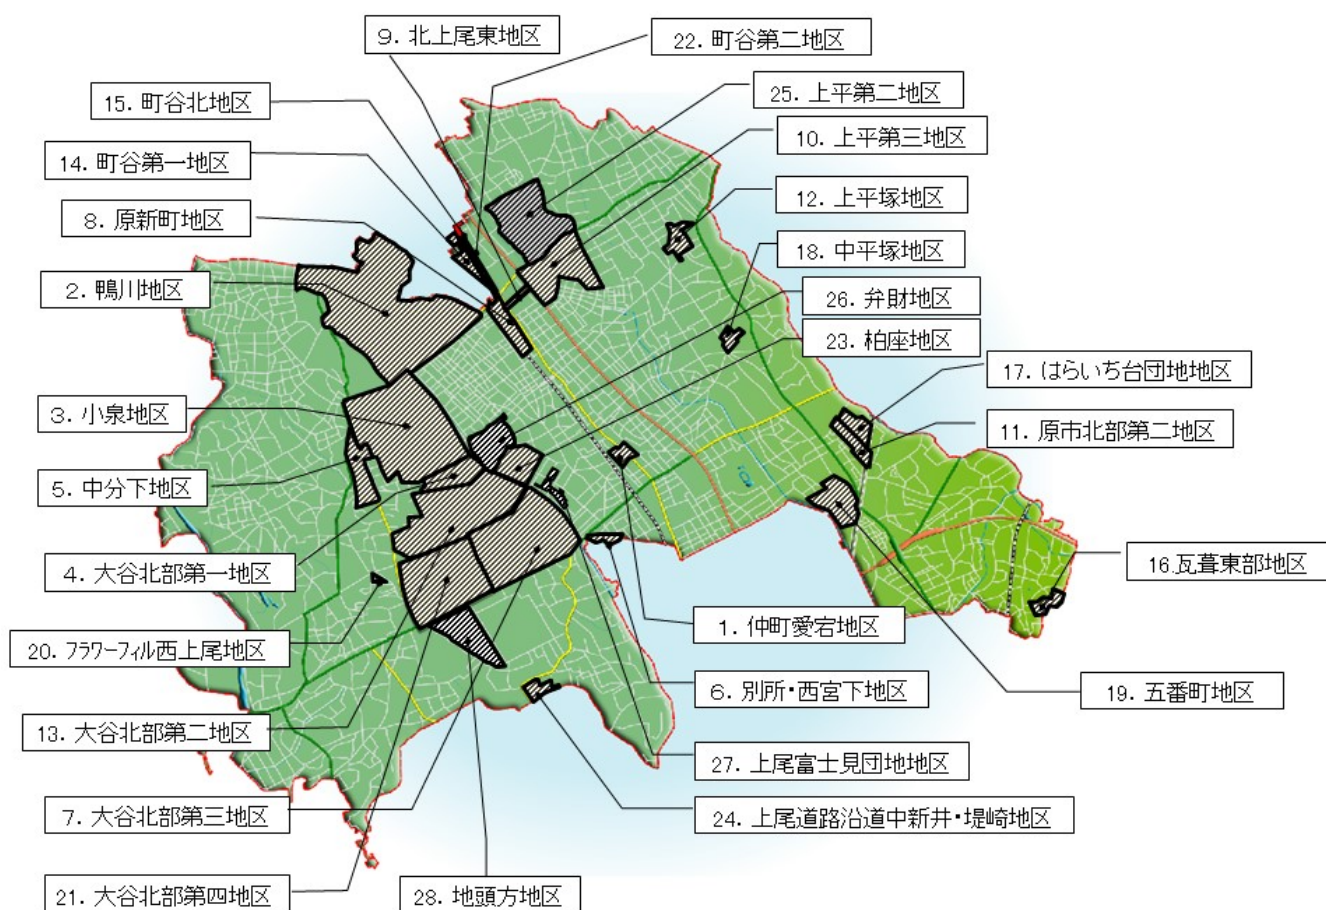 9. 北上尾東地区
22. 町谷第二地区
15. 町谷北地区
25. 上平第二地区
14. 町谷第一地区
10. 上平第三地区
8. 原新町地区
12. 上平塚地区
18. 中平塚地区
2. 鴨川地区
26. 弁財地区
23. 柏座地区
17. はらいち台団地地区
3. 小泉地区
11. 原市北部第二地区
5. 中分下地区
4. 大谷北部第一地区
16.瓦葺東部地区
1. 仲町愛宕地区
20. フラワーフィル西上尾地区
6. 別所・西宮下地区
19. 五番町地区
13. 大谷北部第二地区
27. 上尾富士見団地地区
7. 大谷北部第三地区
24. 上尾道路沿道中新井・堤崎地区
21. 大谷北部第四地区
28. 地頭方地区